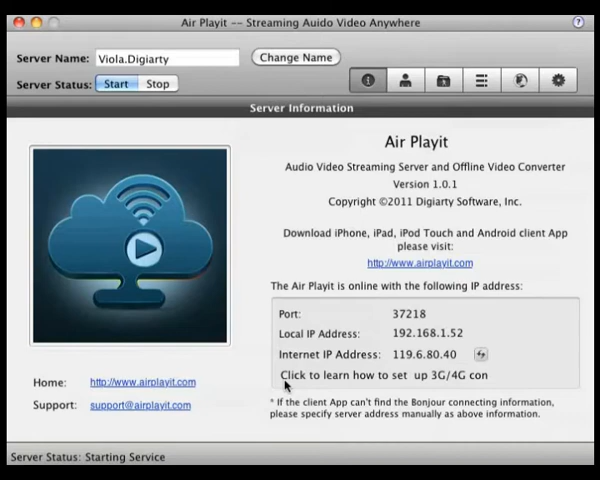 Air Playit -- Streaming Auido Video Anywhere
?
Server Name: Viola.Digiarty Change Name
Server Status: Start Stop
Server Information
Air Playit
Audio Video Streaming Server and Offline Video Converter
Version 1.0.1
Copyright ©2011 Digiarty Software, Inc.
Download iPhone, iPad, iPod Touch and Android client App
please visit:
http://www.airplayit.com
The Air Playit is online with the following IP address:
Port: 37218
Local IP Address: 192.168.1.52
Internet IP Address: 119.6.80.40
Click to learn how to set up 3G/4G con
Home: http://www.airplayit.com
Support: support@airplayit.com
* If the client App can't find the Bonjour connecting information,
please specify server address manually as above information.
Server Status: Starting Service